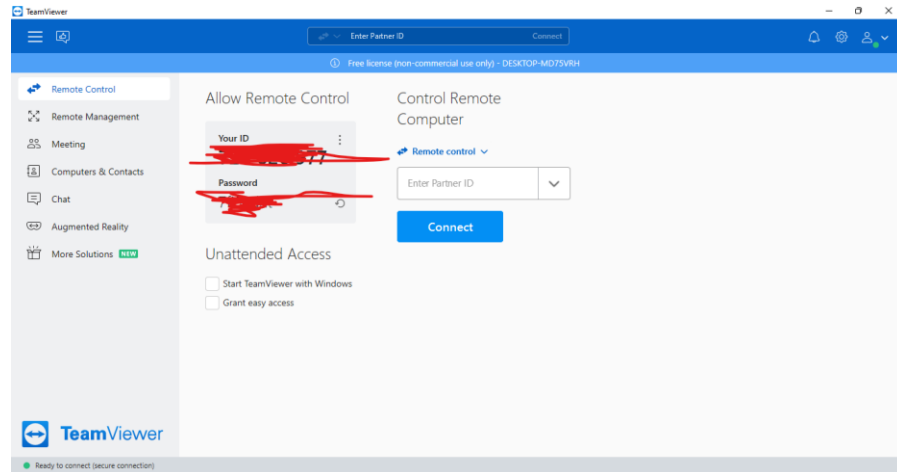 TeamViewer
Enter Partner ID
Connect
Free license (non-commercial use only) - DESKTOP-MD75VRH
Remote Control
Remote Management
Meeting
Computers & Contacts
Chat
Augmented Reality
More Solutions NEW
Allow Remote Control
Your ID
Password
Unattended Access
Start TeamViewer with Windows
Grant easy access
Control Remote
Computer
Remote control
Enter Partner ID
Connect
TeamViewer
Ready to connect (secure connection)